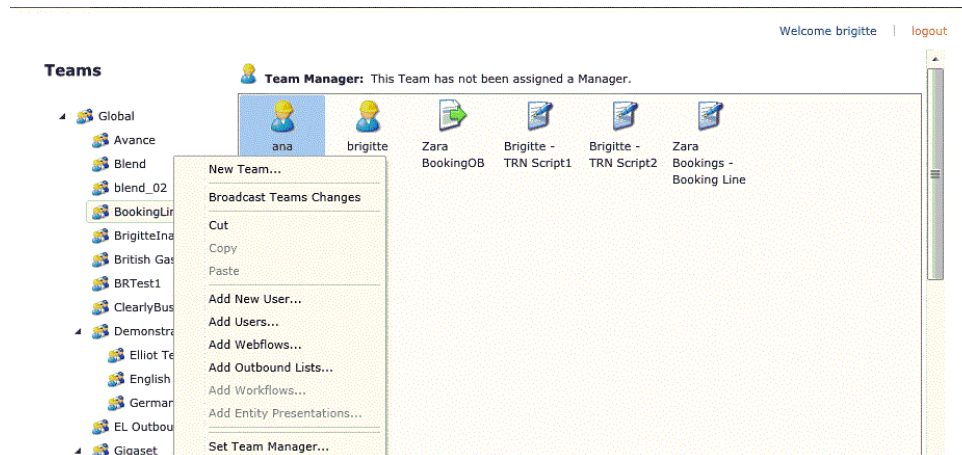 Welcome brigitte | logout
Teams
Team Manager: This Team has not been assigned a Manager.
Global
Avance
Blend
blend_02
BookingLin
BrigitteIna
British Gas
BRTest1
ClearlyBus
Demonstra
Elliot Te
English
German
EL Outbou
Gigaset
ana
brigitte
Zara
BookingOB
Brigitte -
TRN Script1
Brigitte -
TRN Script2
Zara
Bookings -
Booking Line
New Team...
Broadcast Teams Changes
Cut
Copy
Paste
Add New User...
Add Users...
Add Webflows...
Add Outbound Lists...
Add Workflows...
Add Entity Presentations...
Set Team Manager...